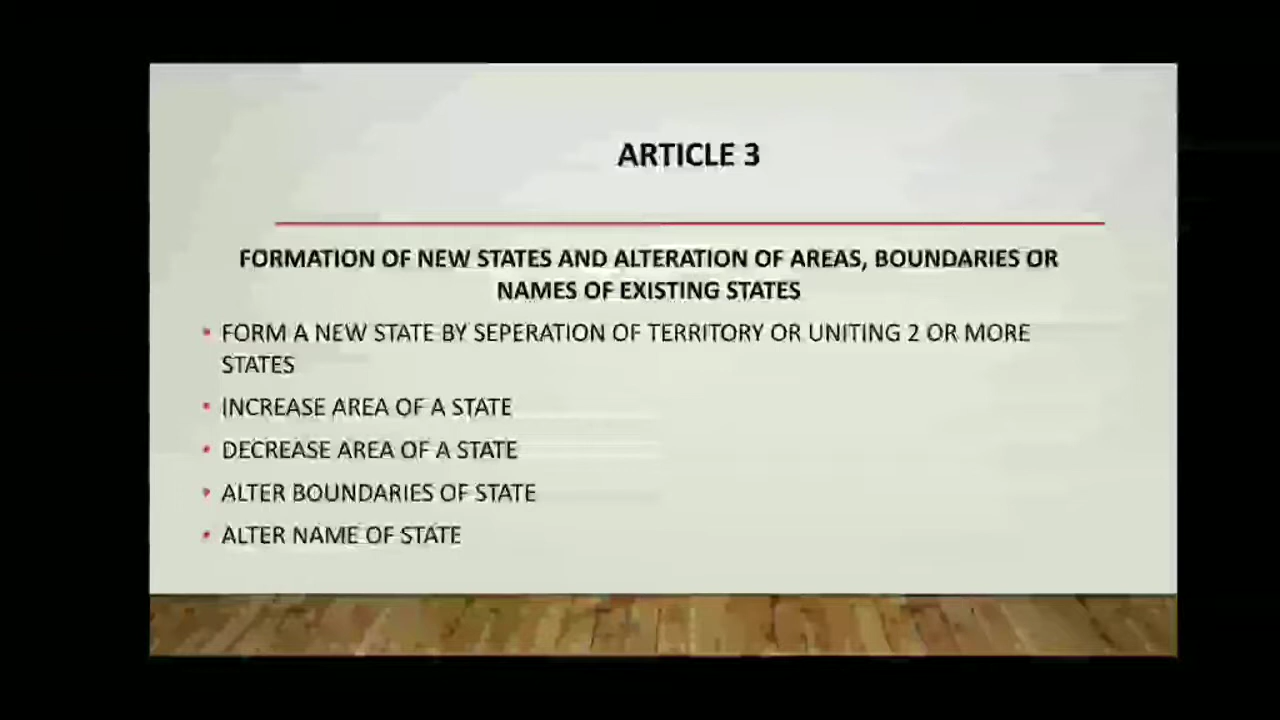 ARTICLE 3
FORMATION OF NEW STATES AND ALTERATION OF AREAS, BOUNDARIES OR
NAMES OF EXISTING STATES
• FORM A NEW STATE BY SEPERATION OF TERRITORY OR UNITING 2 OR MORE
STATES
• INCREASE AREA OF A STATE
• DECREASE AREA OF A STATE
• ALTER BOUNDARIES OF STATE
• ALTER NAME OF STATE